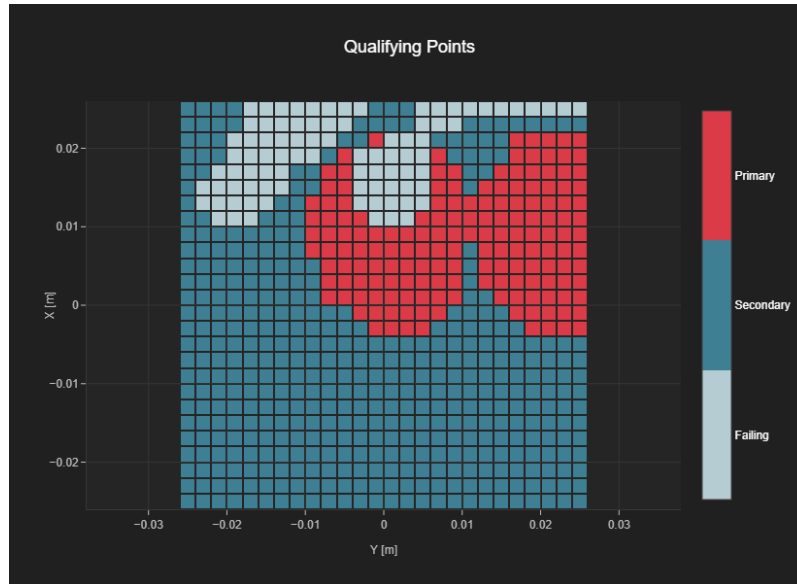 Qualifying Points
0.02
0.01
0
−0.01
−0.02
X [m]
−0.03
−0.02
−0.01
0
0.01
0.02
0.03
Y [m]
Primary
Secondary
Failing